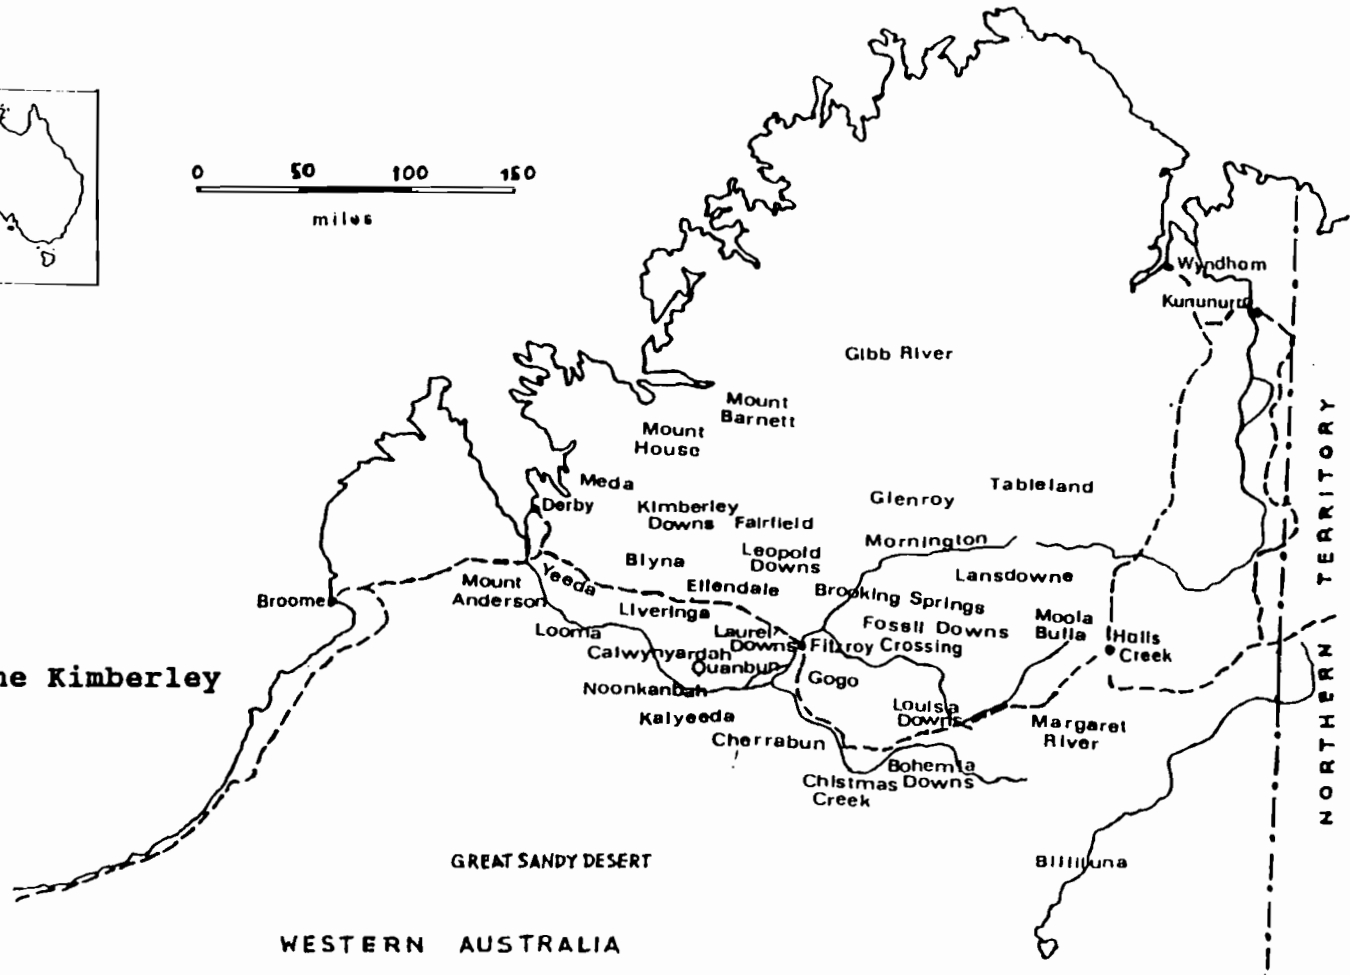 0 50 100 150
miles
Wyndham
Kununurra
Gibb River
Mount
Barnett
Mount
House
Meda
Derby
Kimberley
Downs
Fairfield
Glenroy
Tableland
Mornington
Blyna
Leopold
Downs
Ellendale
Lansdowne
Yeeda
Mount
Anderson
Broome
Liveringa
Brooking Springs
Looma
Laurel
Downs
Fossil Downs
Moola
Bulla
Halls
Creek
Fitzroy Crossing
Calwynyardah
Quanbun
Gogo
Noonkanbah
Kalyeeda
Louisa
Downs
Margaret
River
Cherrabun
Bohemia
Downs
Chistmas
Creek
Billiluna
he Kimberley
GREAT SANDY DESERT
WESTERN AUSTRALIA
NORTHERN TERRITORY